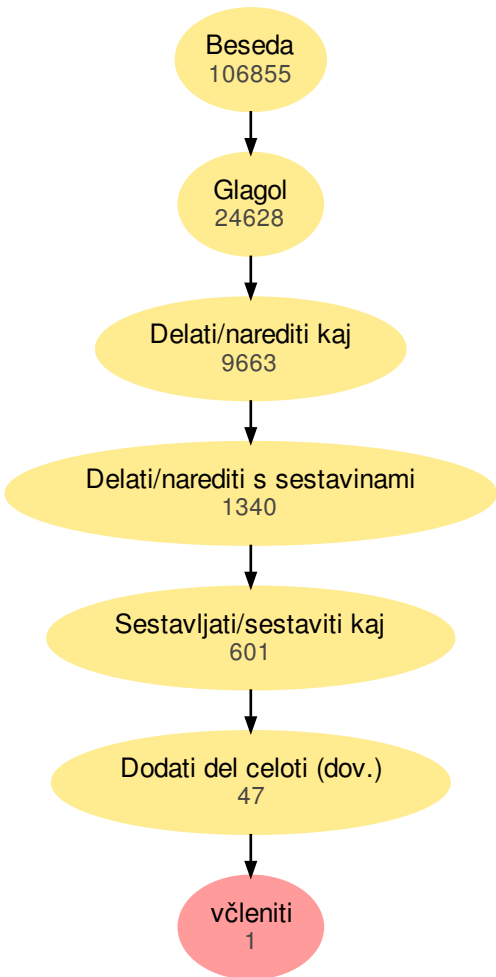 Beseda
106855
Glagol
24628
Delati/narediti kaj
9663
Delati/narediti s sestavinami
1340
Sestavljati/sestaviti kaj
601
Dodati del celoti (dov.)
47
včleniti
1